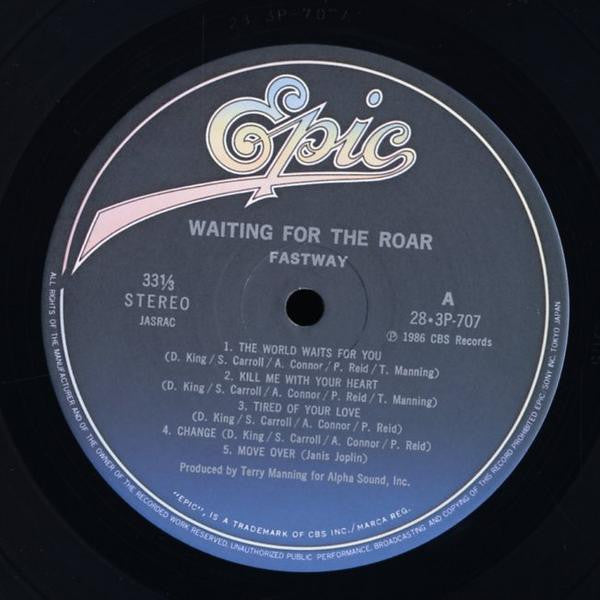 28 3P-707
Epic
WAITING FOR THE ROAR
FASTWAY
33⅓
STEREO
JASRAC
A
28•3P-707
Ⓟ 1986 CBS Records
1. THE WORLD WAITS FOR YOU
(D. King/S. Carroll/A. Connor/P. Reid/T. Manning)
2. KILL ME WITH YOUR HEART
(D. King/S. Carroll/A. Connor/P. Reid/T. Manning)
3. TIRED OF YOUR LOVE
(D. King/S. Carroll/A. Connor/P. Reid)
4. CHANGE (D. King/S. Carroll/A. Connor/P. Reid)
5. MOVE OVER (Janis Joplin)
Produced by Terry Manning for Alpha Sound, Inc.
"EPIC", IS A TRADEMARK OF CBS INC./MARCA REG.
ALL RIGHTS OF THE MANUFACTURER AND OF THE OWNER OF THE RECORDED WORK RESERVED. UNAUTHORIZED PUBLIC PERFORMANCE, BROADCASTING AND COPYING OF THIS RECORD PROHIBITED EPIC/SONY INC. TOKYO JAPAN